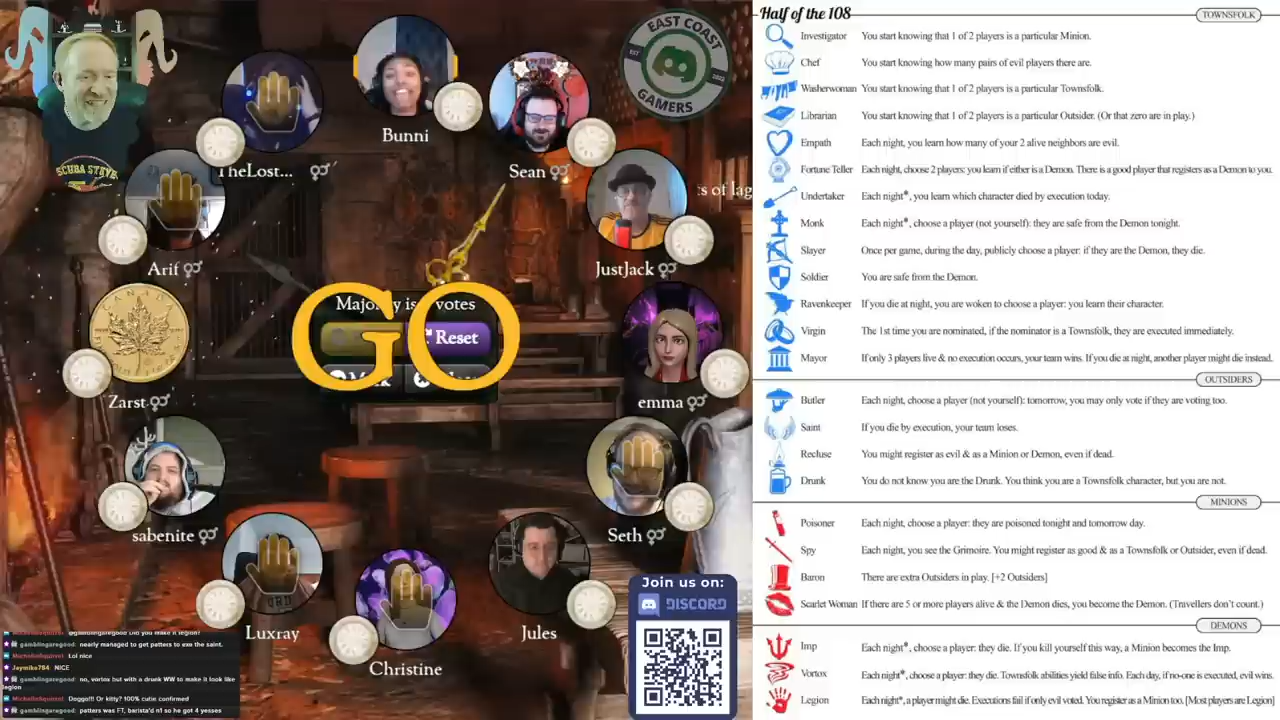 EAST COAST
GAMERS
SCUBA STEVE
TheLost...
Bunni
Sean
JustJack
ts of lag
Arif
Zarst
emma
sabenite
Seth
Luxray
Jules
Christine
GO
Reset
votes
Join us on:
DISCORD
gamblingaregood: nearly managed to get patters to exe the saint.
Lol nice
Jaymike784 NICE
gamblingaregood: no, vortox but with a drunk WW to make it look like
legion
Doggo!!! Or kitty? 100% cutie confirmed
gamblingaregood: patters was FT, barista'd n1 so he got 4 yesses
Half of the 108
TOWNSFOLK
Investigator You start knowing that 1 of 2 players is a particular Minion.
Chef You start knowing how many pairs of evil players there are.
Washerwoman You start knowing that 1 of 2 players is a particular Townsfolk.
Librarian You start knowing that 1 of 2 players is a particular Outsider. (Or that zero are in play.)
Empath Each night, you learn how many of your 2 alive neighbors are evil.
Fortune Teller Each night, choose 2 players: you learn if either is a Demon. There is a good player that registers as a Demon to you.
Undertaker Each night*, you learn which character died by execution today.
Monk Each night*, choose a player (not yourself): they are safe from the Demon tonight.
Slayer Once per game, during the day, publicly choose a player: if they are the Demon, they die.
Soldier You are safe from the Demon.
Ravenkeeper If you die at night, you are woken to choose a player: you learn their character.
Virgin The 1st time you are nominated, if the nominator is a Townsfolk, they are executed immediately.
Mayor If only 3 players live & no execution occurs, your team wins. If you die at night, another player might die instead.
OUTSIDERS
Butler Each night, choose a player (not yourself): tomorrow, you may only vote if they are voting too.
Saint If you die by execution, your team loses.
Recluse You might register as evil & as a Minion or Demon, even if dead.
Drunk You do not know you are the Drunk. You think you are a Townsfolk character, but you are not.
MINIONS
Poisoner Each night, choose a player: they are poisoned tonight and tomorrow day.
Spy Each night, you see the Grimoire. You might register as good & as a Townsfolk or Outsider, even if dead.
Baron There are extra Outsiders in play. [+2 Outsiders]
Scarlet Woman If there are 5 or more players alive & the Demon dies, you become the Demon. (Travellers don't count.)
DEMONS
Imp Each night*, choose a player: they die. If you kill yourself this way, a Minion becomes the Imp.
Vortox Each night*, choose a player: they die. Townsfolk abilities yield false info. Each day, if no-one is executed, evil wins.
Legion Each night*, a player might die. Executions fail if only evil voted. You register as a Minion too. [Most players are Legion]